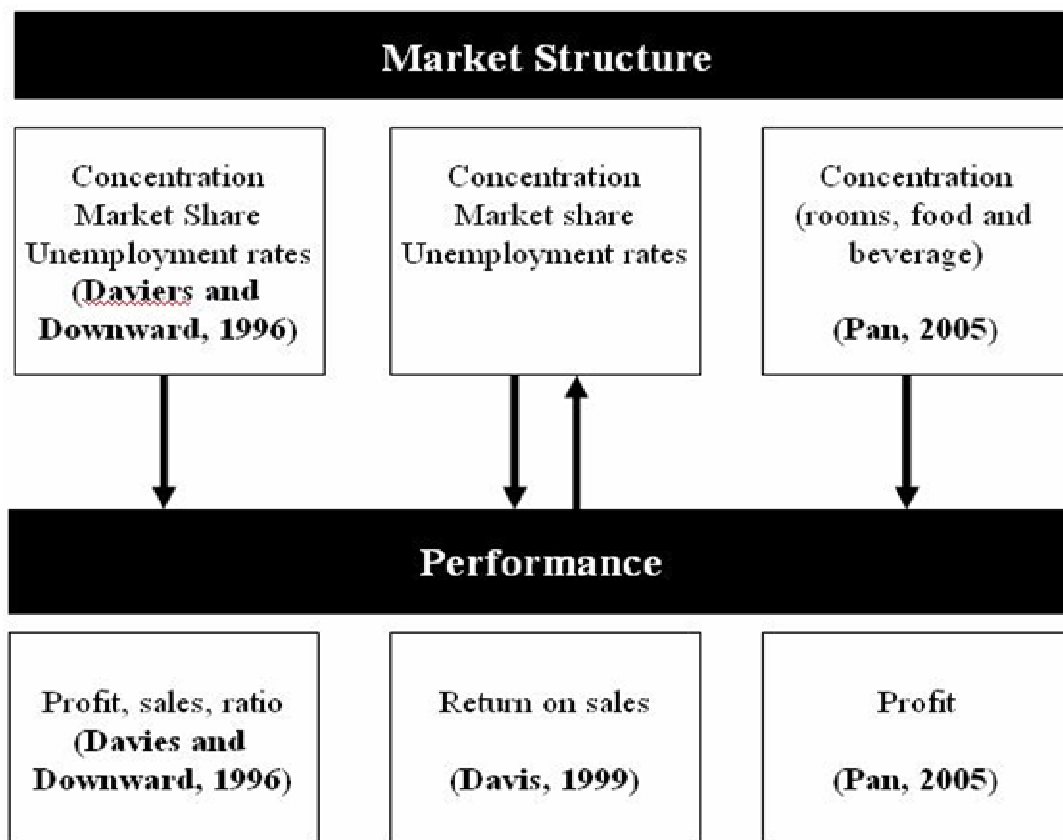 Market Structure
Concentration
Market Share
Unemployment rates
(Daviers and
Downward, 1996)
Concentration
Market share
Unemployment rates
Concentration
(rooms, food and
beverage)
(Pan, 2005)
Performance
Profit, sales, ratio
(Davies and
Downward, 1996)
Return on sales
(Davis, 1999)
Profit
(Pan, 2005)